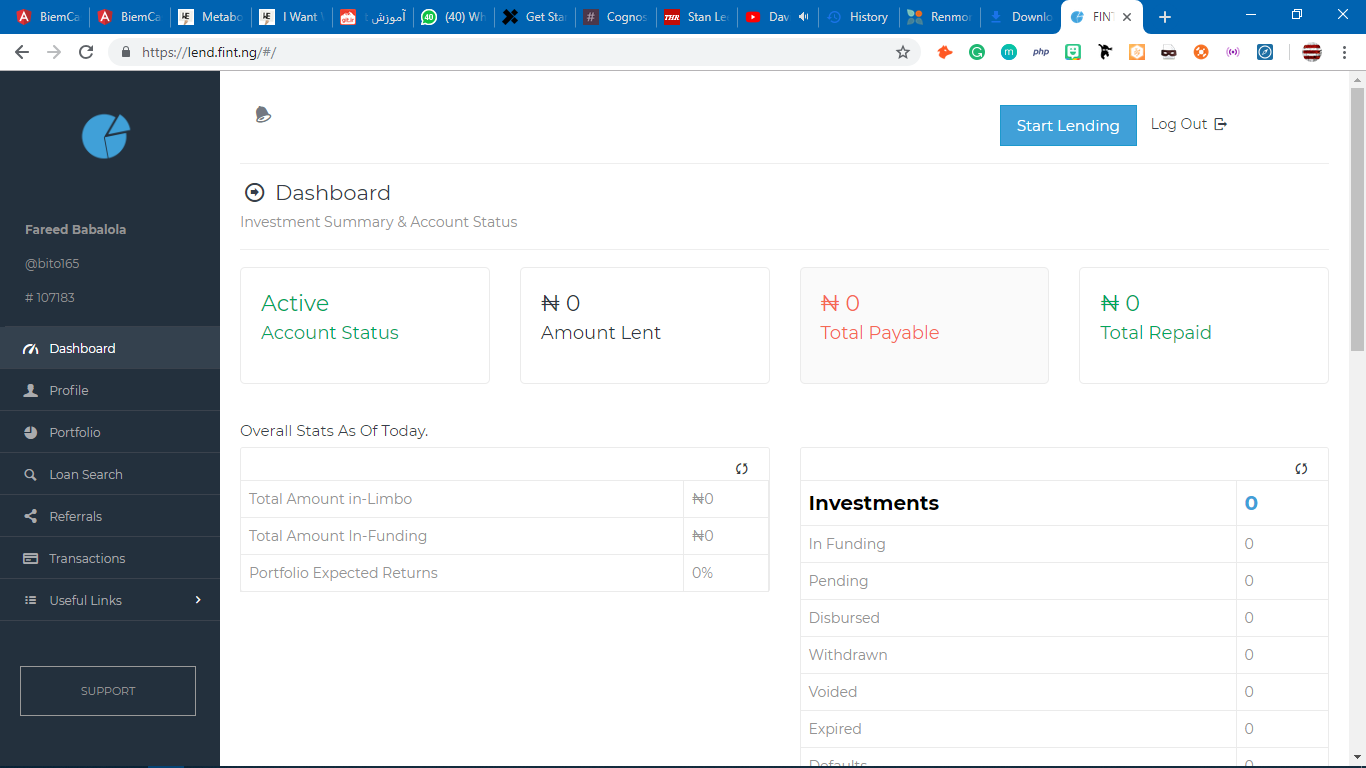 BiemCa
BiemCa
Metabo
I Want
آموزش
(40) Wh
Get Sta
Cognos
Stan Le
Dav
History
Renmor
Downlo
FINT
https://lend.fint.ng/#/
php
Start Lending
Log Out
Fareed Babalola
@bito165
# 107183
Dashboard
Profile
Portfolio
Loan Search
Referrals
Transactions
Useful Links
SUPPORT
Dashboard
Investment Summary & Account Status
Active
Account Status
₦ 0
Amount Lent
₦ 0
Total Payable
₦ 0
Total Repaid
Overall Stats As Of Today.
Total Amount in-Limbo ₦0
Total Amount In-Funding ₦0
Portfolio Expected Returns 0%
Investments 0
In Funding 0
Pending 0
Disbursed 0
Withdrawn 0
Voided 0
Expired 0
Defaults 0